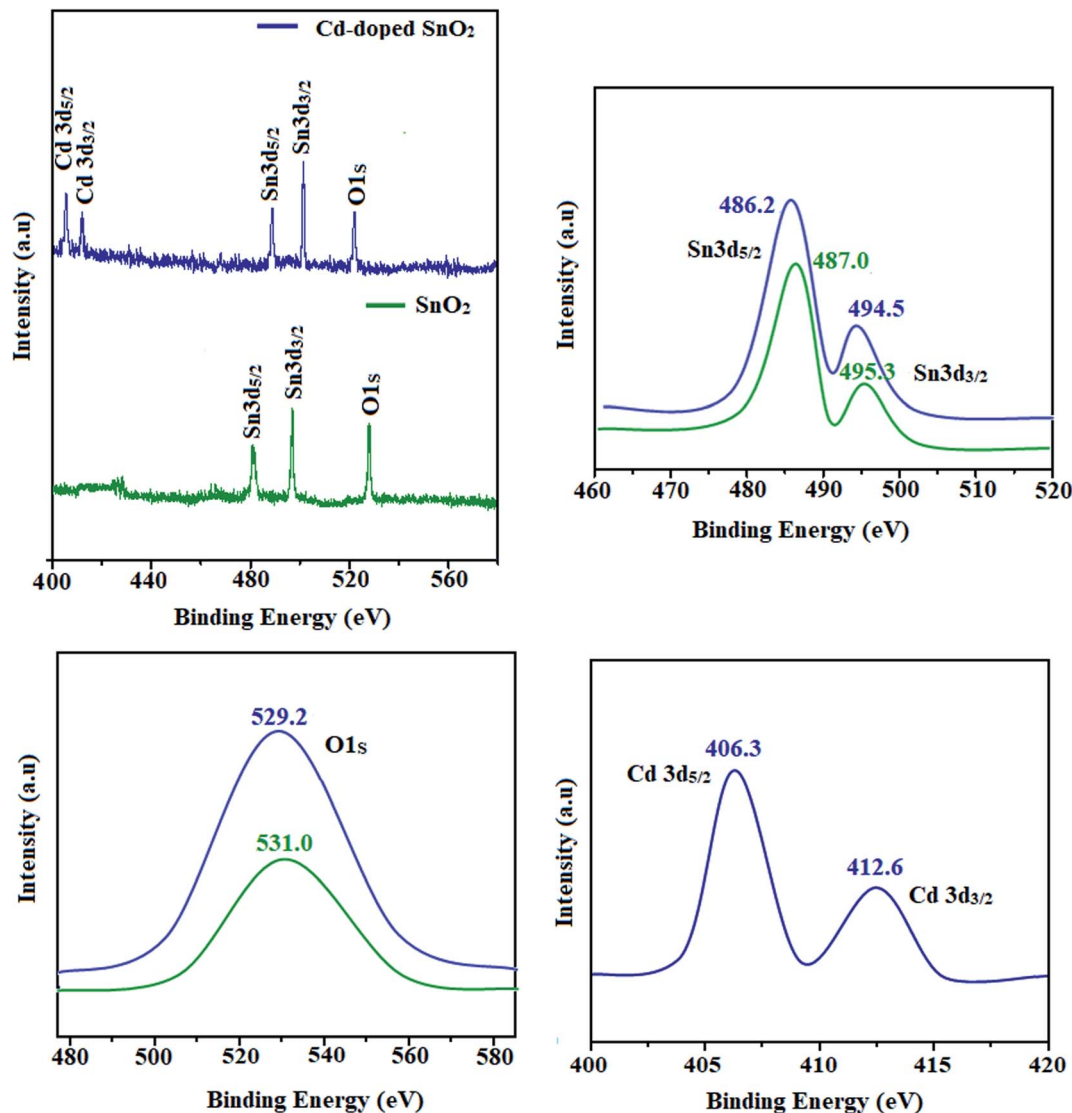 Cd-doped SnO₂
Cd 3d₅/₂
Cd 3d₃/₂
Sn3d₅/₂
Sn3d₃/₂
O1s
SnO₂
Sn3d₅/₂
Sn3d₃/₂
O1s
Intensity (a.u)
400 440 480 520 560
Binding Energy (eV)
486.2
Sn3d₅/₂
487.0
494.5
495.3
Sn3d₃/₂
Intensity (a.u)
460 470 480 490 500 510 520
Binding Energy (eV)
529.2
O1s
531.0
Intensity (a.u)
480 500 520 540 560 580
Binding Energy (eV)
406.3
Cd 3d₅/₂
412.6
Cd 3d₃/₂
Intensity (a.u)
400 405 410 415 420
Binding Energy (eV)